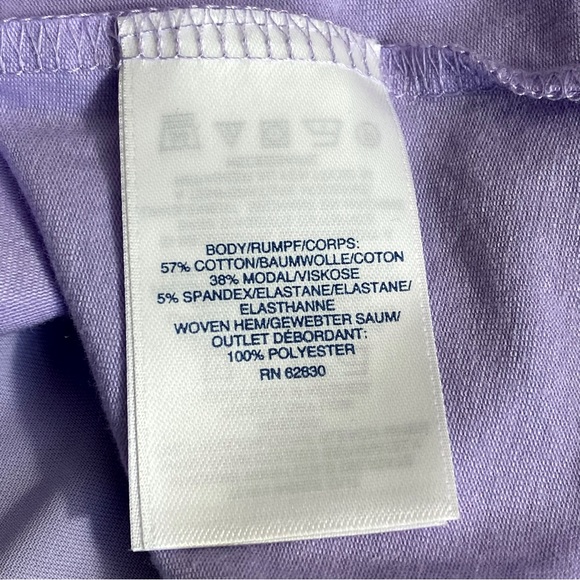 BODY/RUMPF/CORPS:
57% COTTON/BAUMWOLLE/COTON
38% MODAL/VISKOSE
5% SPANDEX/ELASTANE/ELASTANE/
ELASTHANNE
WOVEN HEM/GEWEBTER SAUM/
OUTLET DÉBORDANT:
100% POLYESTER
RN 62830